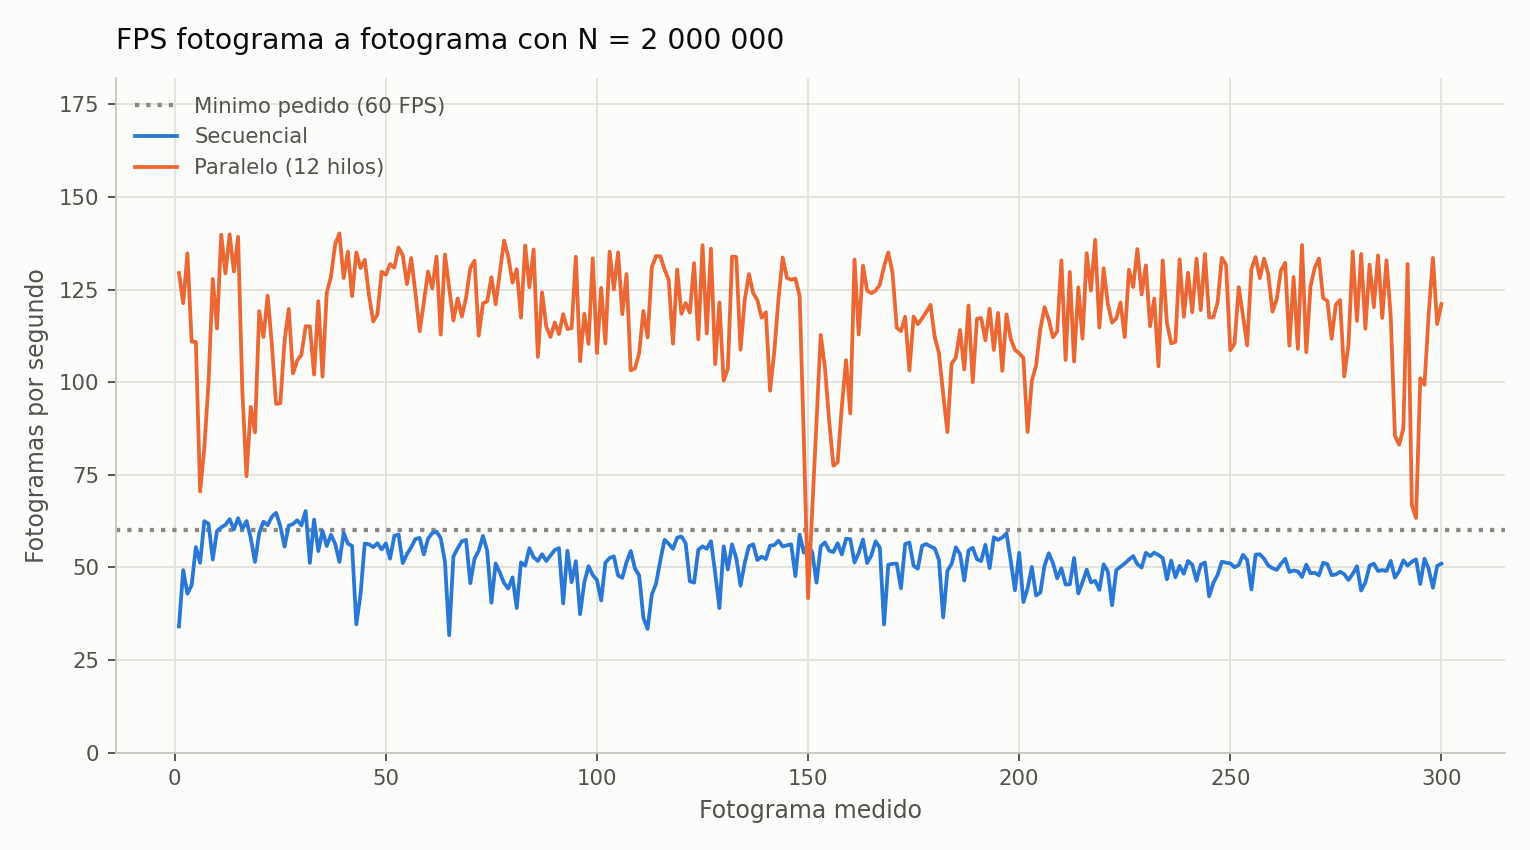 FPS fotograma a fotograma con N = 2 000 000
Minimo pedido (60 FPS)
Secuencial
Paralelo (12 hilos)
Fotogramas por segundo
175
150
125
100
75
50
25
0
0 50 100 150 200 250 300
Fotograma medido